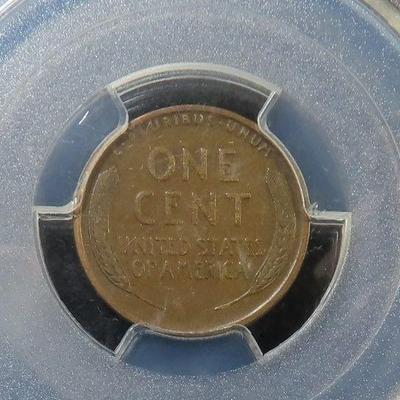 E PLURIBUS UNUM
ONE
CENT
UNITED STATES
OF AMERICA